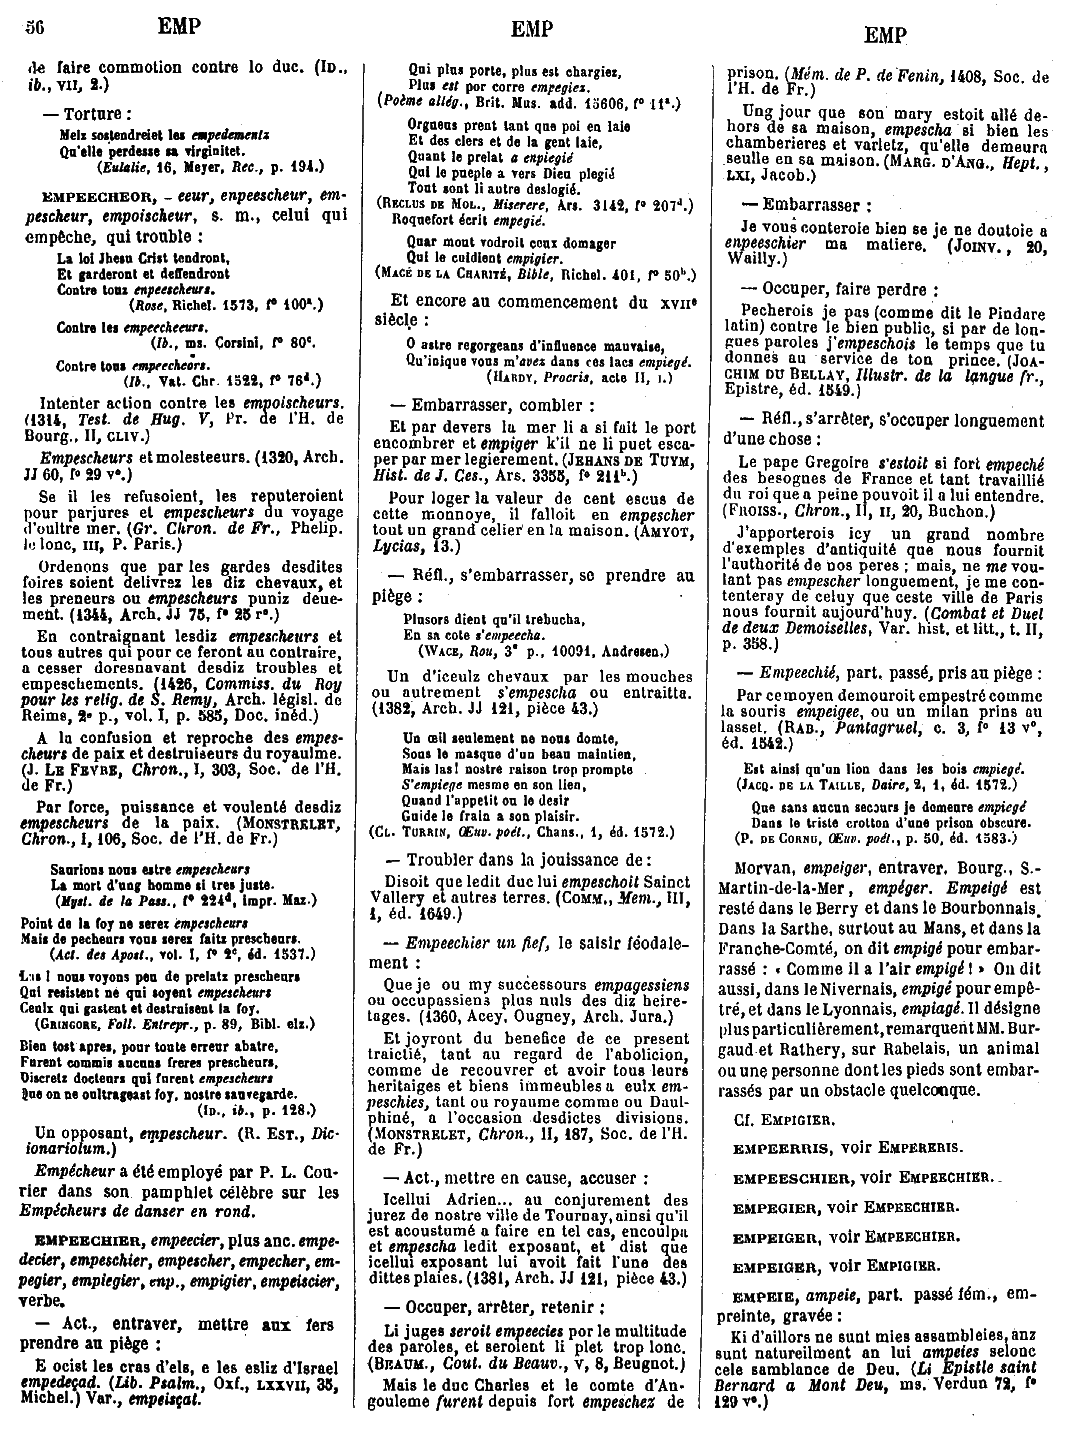 56
EMP
EMP
EMP
de faire commotion contre lo duc. (ID.,
ib., VII, 2.)
— Torture :
Melz sostendreiet les empedementz
Qu'elle perdesse sa virginitet.
(Eulalie, 16, Meyer, Rec., p. 194.)
EMPEECHEOR, - eeur, enpeescheur, em-
pescheur, empoischeur, s. m., celui qui
empêche, qui trouble :
La loi Jhesu Crist tendront,
Et garderont et deffendront
Contre touz enpeescheurs.
(Rose, Richel. 1573, f° 100ª.)
Contre les empeecheeurs.
(Ib., ms. Corsini, f° 80ᶜ.)
Contre tous empeecheors.
(Ib., Vat. Chr. 1522, f° 76ᵈ.)
Intenter action contre les empoischeurs.
(1314, Test. de Hug. V, Pr. de l'H. de
Bourg., II, CLIV.)
Empescheurs et molesteeurs. (1320, Arch.
JJ 60, f° 29 v°.)
Se il les refusoient, les reputeroient
pour parjures et empescheurs du voyage
d'oultre mer. (Gr. Chron. de Fr., Phelip.
le lonc, III, P. Paris.)
Ordenons que par les gardes desdites
foires soient delivrez les diz chevaux, et
les preneurs ou empescheurs puniz deue-
ment. (1344, Arch. JJ 75, f° 25 r°.)
En contraignant lesdiz empescheurs et
tous autres qui pour ce feront au contraire,
a cesser doresnavant desdiz troubles et
empeschements. (1426, Commiss. du Roy
pour les relig. de S. Remy, Arch. législ. de
Reims, 2ᵉ p., vol. I, p. 585, Doc. inéd.)
A la confusion et reproche des empes-
cheurs de paix et destruiseurs du royaulme.
(J. LE FEVRE, Chron., I, 303, Soc. de l'H.
de Fr.)
Par force, puissance et voulenté desdiz
empescheurs de la paix. (MONSTRELET,
Chron., I, 106, Soc. de l'H. de Fr.)
Saurions nous estre empescheurs
La mort d'ung homme si tres juste.
(Myst. de la Pass., f° 224ᵈ, impr. Maz.)
Point de la foy ne serez empescheurs
Mais de pecheurs vous serez faitz prescheurs.
(Act. des Apost., vol. I, f° 2ᶜ, éd. 1537.)
Las ! nous voyons peu de prelatz prescheurs
Qui resistent ne qui soyent empescheurs
Ceulx qui gastent et destruisent la foy.
(GRINGORE, Foll. Entrepr., p. 89, Bibl. elz.)
Bien tost apres, pour toute erreur abatre,
Furent commis aucuns freres prescheurs,
Discretz docteurs qui furent empescheurs
Que on ne oultrageast foy, nostre sauvegarde.
(ID., ib., p. 128.)
Un opposant, empescheur. (R. EST., Dic-
tionariolum.)
Empêcheur a été employé par P. L. Cou-
rier dans son pamphlet célèbre sur les
Empêcheurs de danser en rond.
EMPEECHIER, empeecier, plus anc. empe-
decier, empeschier, empescher, empecher, em-
pegier, empiegier, enp., empigier, empeiscier,
verbe.
— Act., entraver, mettre aux fers
prendre au piège :
E ocist les cras d'els, e les esliz d'Israel
empedeçad. (Lib. Psalm., Oxf., LXXVII, 35,
Michel.) Var., empeisçat.
Qui plus porte, plus est chargiez,
Plus est por corre empegiez.
(Poème allég., Brit. Mus. add. 15606, f° 11ª.)
Orgueus prent tant que poi en laie
Et des clers et de la gent laie,
Quant le prelat a enpiegié
Qui le pueple a vers Dieu plegié
Tout sont li autre deslogié.
(RECLUS DE MOL., Miserere, Ars. 3142, f° 207ᵈ.)
Roquefort écrit empegié.
Quar mout vodroit ceux domager
Qui le cuidient empigier.
(MACÉ DE LA CHARITÉ, Bible, Richel. 401, f° 50ᵇ.)
Et encore au commencement du XVIIᵉ
siècle :
O astre regorgeans d'influence mauvaise,
Qu'inique vous m'avez dans ces lacs empiegé.
(HARDY, Procris, acte II, I.)
— Embarrasser, combler :
Et par devers la mer li a si fait le port
encombrer et empiger k'il ne li puet esca-
per par mer legierement. (JEHANS DE TUYM,
Hist. de J. Ces., Ars. 3355, f° 211ᵇ.)
Pour loger la valeur de cent escus de
cette monnoye, il falloit en empescher
tout un grand celier en la maison. (AMYOT,
Lycias, 13.)
— Réfl., s'embarrasser, se prendre au
piège :
Plusors dient qu'il trebucha,
En sa cote s'empeecha.
(WACE, Rou, 3ᵉ p., 10091, Andresen.)
Un d'iceulz chevaux par les mouches
ou autrement s'empescha ou entraitta.
(1382, Arch. JJ 121, pièce 43.)
Un œil seulement ne nous domte,
Sous le masque d'un beau maintien,
Mais las! nostre raison trop prompte
S'empiege mesme en son lien,
Quand l'appetit ou le desir
Guide le frain a son plaisir.
(CL. TURRIN, Œuv. poét., Chans., 1, éd. 1572.)
— Troubler dans la jouissance de :
Disoit que ledit duc lui empeschoit Sainct
Vallery et autres terres. (COMM., Mem., III,
1, éd. 1649.)
— Empeechier un fief, le saisir féodale-
ment :
Que je ou my successours empagessiens
ou occupassiens plus nuls des diz heire-
tages. (1360, Acey, Ougney, Arch. Jura.)
Et joyront du benefice de ce present
traictié, tant au regard de l'abolicion,
comme de recouvrer et avoir tous leurs
heritaiges et biens immeubles a eulx em-
peschies, tant ou royaume comme ou Daul-
phiné, a l'occasion desdictes divisions.
(MONSTRELET, Chron., II, 187, Soc. de l'H.
de Fr.)
— Act., mettre en cause, accuser :
Icellui Adrien... au conjurement des
jurez de nostre ville de Tournay, ainsi qu'il
est acoustumé a faire en tel cas, encoulpa
et empescha ledit exposant, et dist que
icellui exposant lui avoit fait l'une des
dittes plaies. (1381, Arch. JJ 121, pièce 43.)
— Occuper, arrêter, retenir :
Li juges seroit empeecies por le multitude
des paroles, et seroient li plet trop lonc.
(BEAUM., Cout. du Beauv., V, 8, Beugnot.)
Mais le duc Charles et le comte d'An-
gouleme furent depuis fort empeschez de
prison. (Mém. de P. de Fenin, 1408, Soc. de
l'H. de Fr.)
Ung jour que son mary estoit allé de-
hors de sa maison, empescha si bien les
chamberieres et varletz, qu'elle demeura
seulle en sa maison. (MARG. D'ANG., Hept.,
LXI, Jacob.)
— Embarrasser :
Je vous conteroie bien se je ne doutoie a
enpeeschier ma matiere. (JOINV., 20,
Wailly.)
— Occuper, faire perdre :
Pecherois je pas (comme dit le Pindare
latin) contre le bien public, si par de lon-
gues paroles j'empeschois le temps que tu
donnes au service de ton prince. (JOA-
CHIM DU BELLAY, Illustr. de la langue fr.,
Epistre, éd. 1549.)
— Réfl., s'arrêter, s'occuper longuement
d'une chose :
Le pape Gregoire s'estoit si fort empeché
des besognes de France et tant travaillié
du roi que a peine pouvoit il a lui entendre.
(FROISS., Chron., II, II, 20, Buchon.)
J'apporterois icy un grand nombre
d'exemples d'antiquité que nous fournit
l'authorité de nos peres ; mais, ne me vou-
lant pas empescher longuement, je me con-
tenteray de celuy que ceste ville de Paris
nous fournit aujourd'huy. (Combat et Duel
de deux Demoiselles, Var. hist. et litt., t. II,
p. 358.)
— Empeechié, part. passé, pris au piège :
Par ce moyen demouroit empestré comme
la souris empeigee, ou un milan prins au
lasset. (RAB., Pantagruel, c. 3, f° 13 v°,
éd. 1542.)
Est ainsi qu'un lion dans les bois empiegé.
(JACQ. DE LA TAILLE, Daire, 2, 1, éd. 1572.)
Que sans aucun secours je demeure empiegé
Dans le triste crotton d'une prison obscure.
(P. DE CORNU, Œuv. poét., p. 50, éd. 1583.)
Morvan, empeiger, entraver. Bourg., S.-
Martin-de-la-Mer, empéger. Empeigé est
resté dans le Berry et dans le Bourbonnais.
Dans la Sarthe, surtout au Mans, et dans la
Franche-Comté, on dit empigé pour embar-
rassé : « Comme il a l'air empigé ! » On dit
aussi, dans le Nivernais, empigé pour empê-
tré, et dans le Lyonnais, empiagé. Il désigne
plus particulièrement, remarquent MM. Bur-
gaud et Rathery, sur Rabelais, un animal
ou une personne dont les pieds sont embar-
rassés par un obstacle quelconque.
Cf. EMPIGIER.
EMPEERRIS, voir EMPERERIS.
EMPEESCHIER, voir EMPEECHIER.
EMPEGIER, voir EMPEECHIER.
EMPEIGER, voir EMPEECHIER.
EMPEIGER, voir EMPIGIER.
EMPEIE, ampeie, part. passé fém., em-
preinte, gravée :
Ki d'aillors ne sunt mies assambleies, anz
sunt natureilment an lui ampeies selonc
cele samblance de Deu. (Li Epistle saint
Bernard a Mont Deu, ms. Verdun 72, f°
129 v°.)